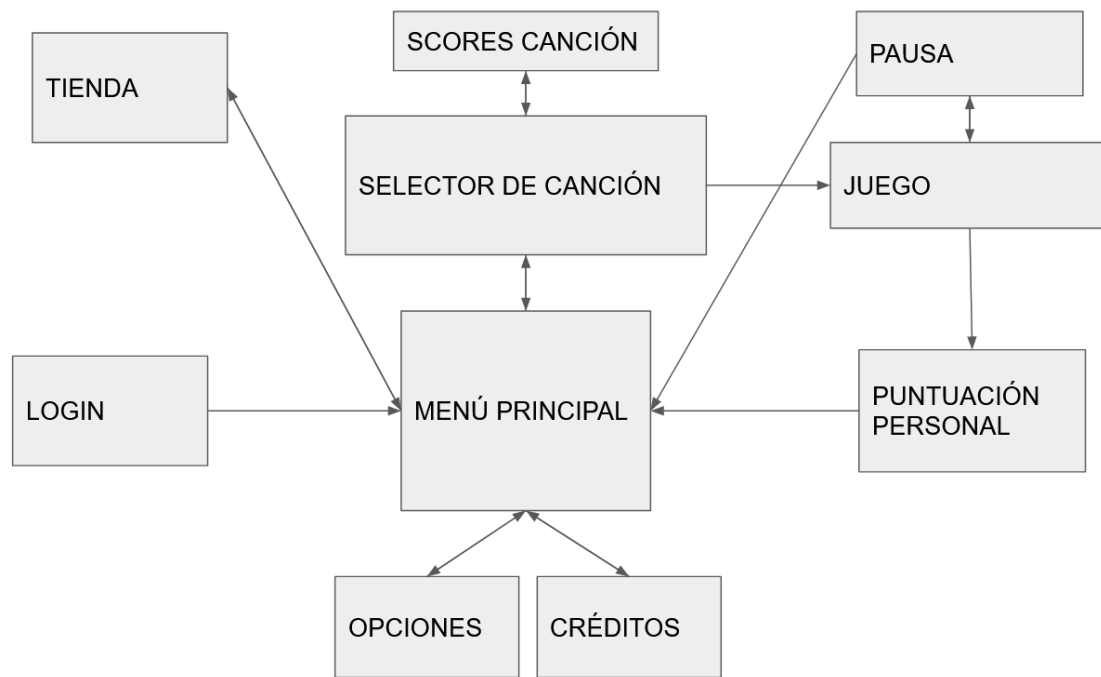 SCORES CANCIÓN
TIENDA
PAUSA
SELECTOR DE CANCIÓN
JUEGO
LOGIN
MENÚ PRINCIPAL
PUNTUACIÓN
PERSONAL
OPCIONES
CRÉDITOS